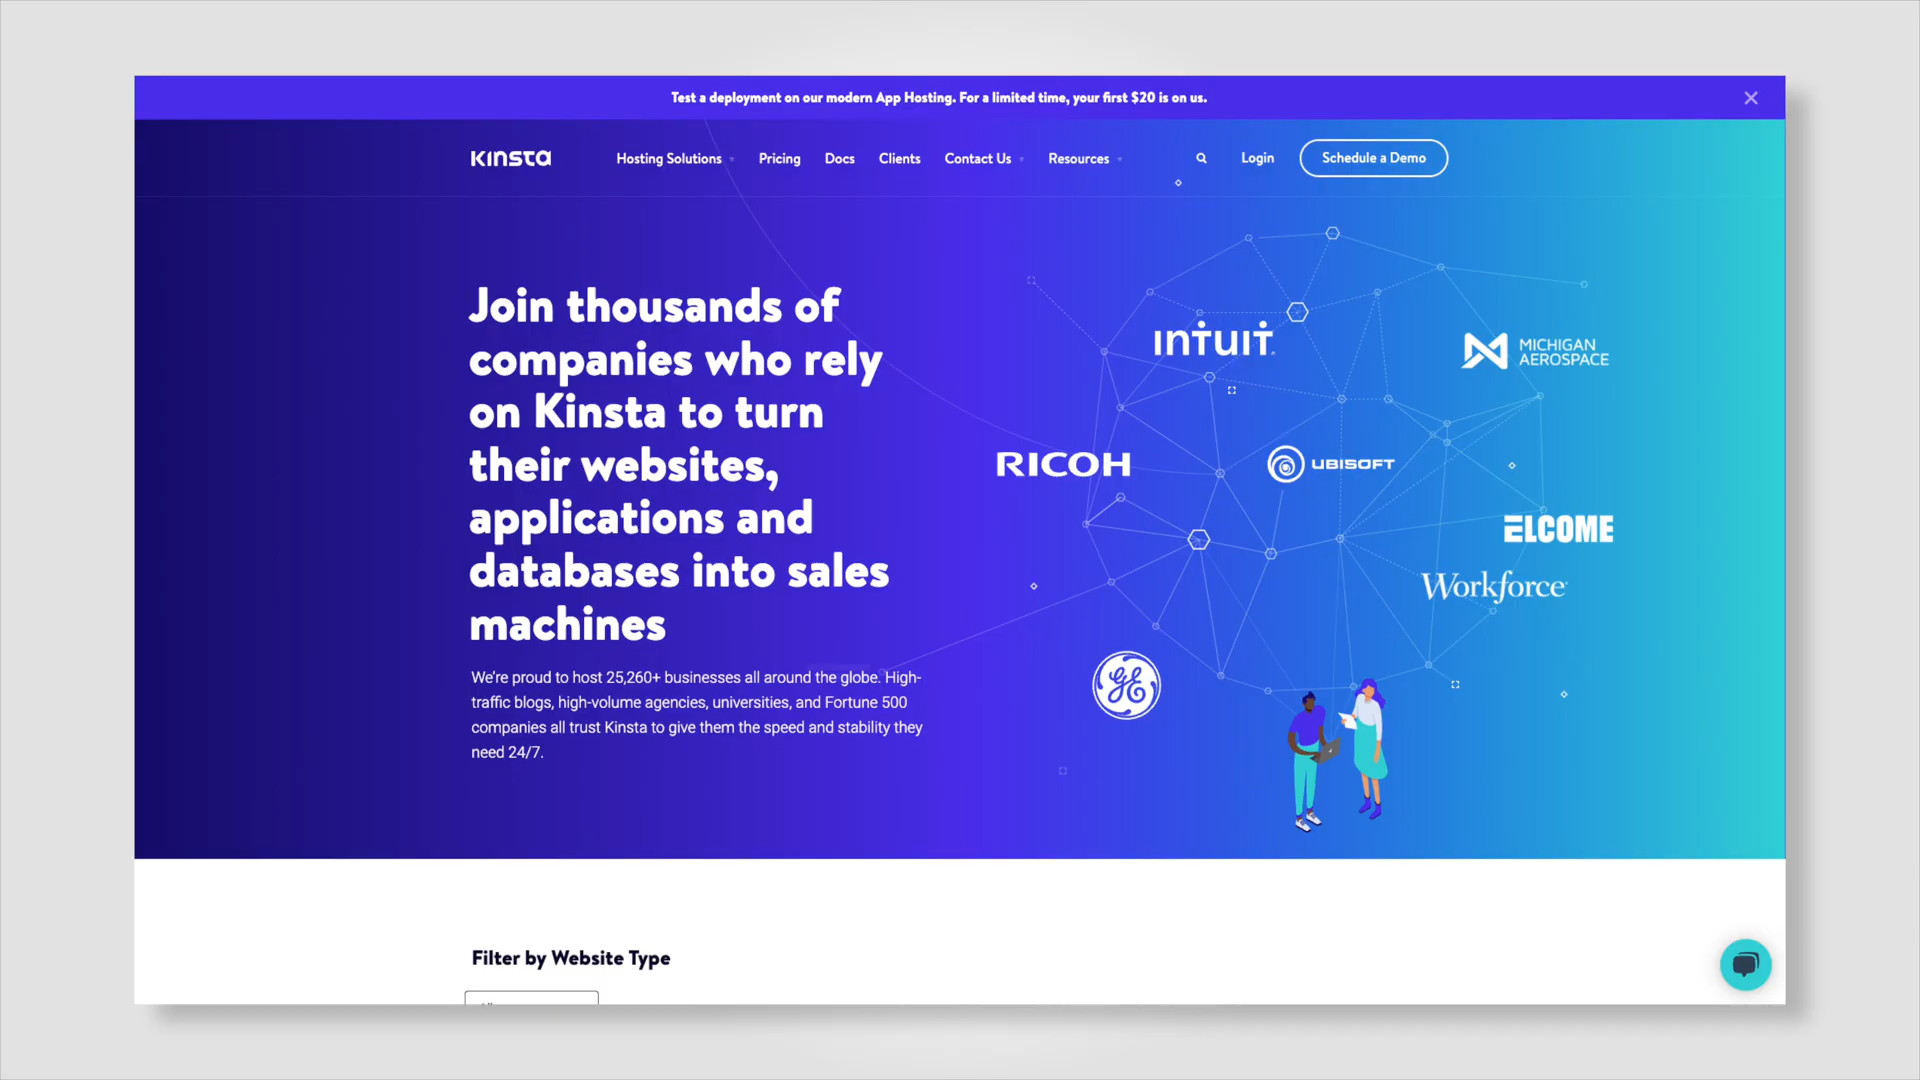 Test a deployment on our modern App Hosting. For a limited time, your first $20 is on us.
KINSTA
Hosting Solutions
Pricing
Docs
Clients
Contact Us
Resources
Login
Schedule a Demo
Join thousands of
companies who rely
on Kinsta to turn
their websites,
applications and
databases into sales
machines
We're proud to host 25,260+ businesses all around the globe. High-
traffic blogs, high-volume agencies, universities, and Fortune 500
companies all trust Kinsta to give them the speed and stability they
need 24/7.
INTUIT
MICHIGAN
AEROSPACE
RICOH
UBISOFT
ELCOME
Workforce
GE
Filter by Website Type